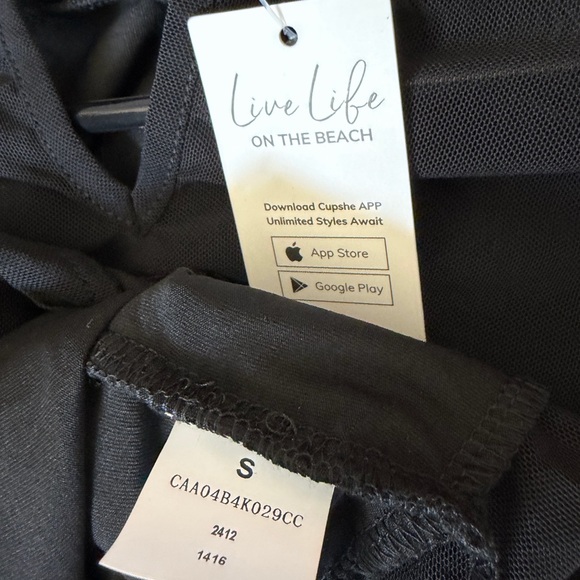 Live Life
ON THE BEACH
Download Cupshe APP
Unlimited Styles Await
App Store
Google Play
S
CAA04B4K029CC
2412
1416